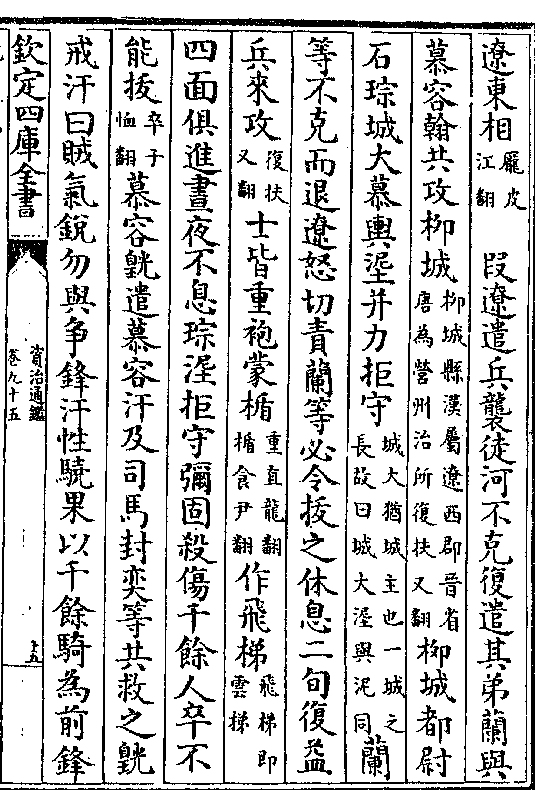 遼東相龎皮江翻　段遼遣兵襲徒河不克復遣其弟蘭與
慕容翰共攻柳城柳城縣漢屬遼西郡晉省唐為營州治所復扶又翻柳城都尉
石琮城大慕輿埿并力拒守城大猶城主也一城之長故曰城大埿與泥同蘭
等不克而退遼怒切責蘭等必令拔之休息二旬復益
兵來攻復扶又翻士皆重袍蒙楯重直龍翻楯食尹翻作飛梯飛梯即雲梯
四面俱進晝夜不息琮埿拒守彌固殺傷千餘人卒不
能拔卒子恤翻慕容皝遣慕容汗及司馬封奕等共救之皝
戒汗曰賊氣銳勿與爭鋒汗性驍果以千餘騎為前鋒
欽定四庫全書
資治通鑑
卷九十五
十五